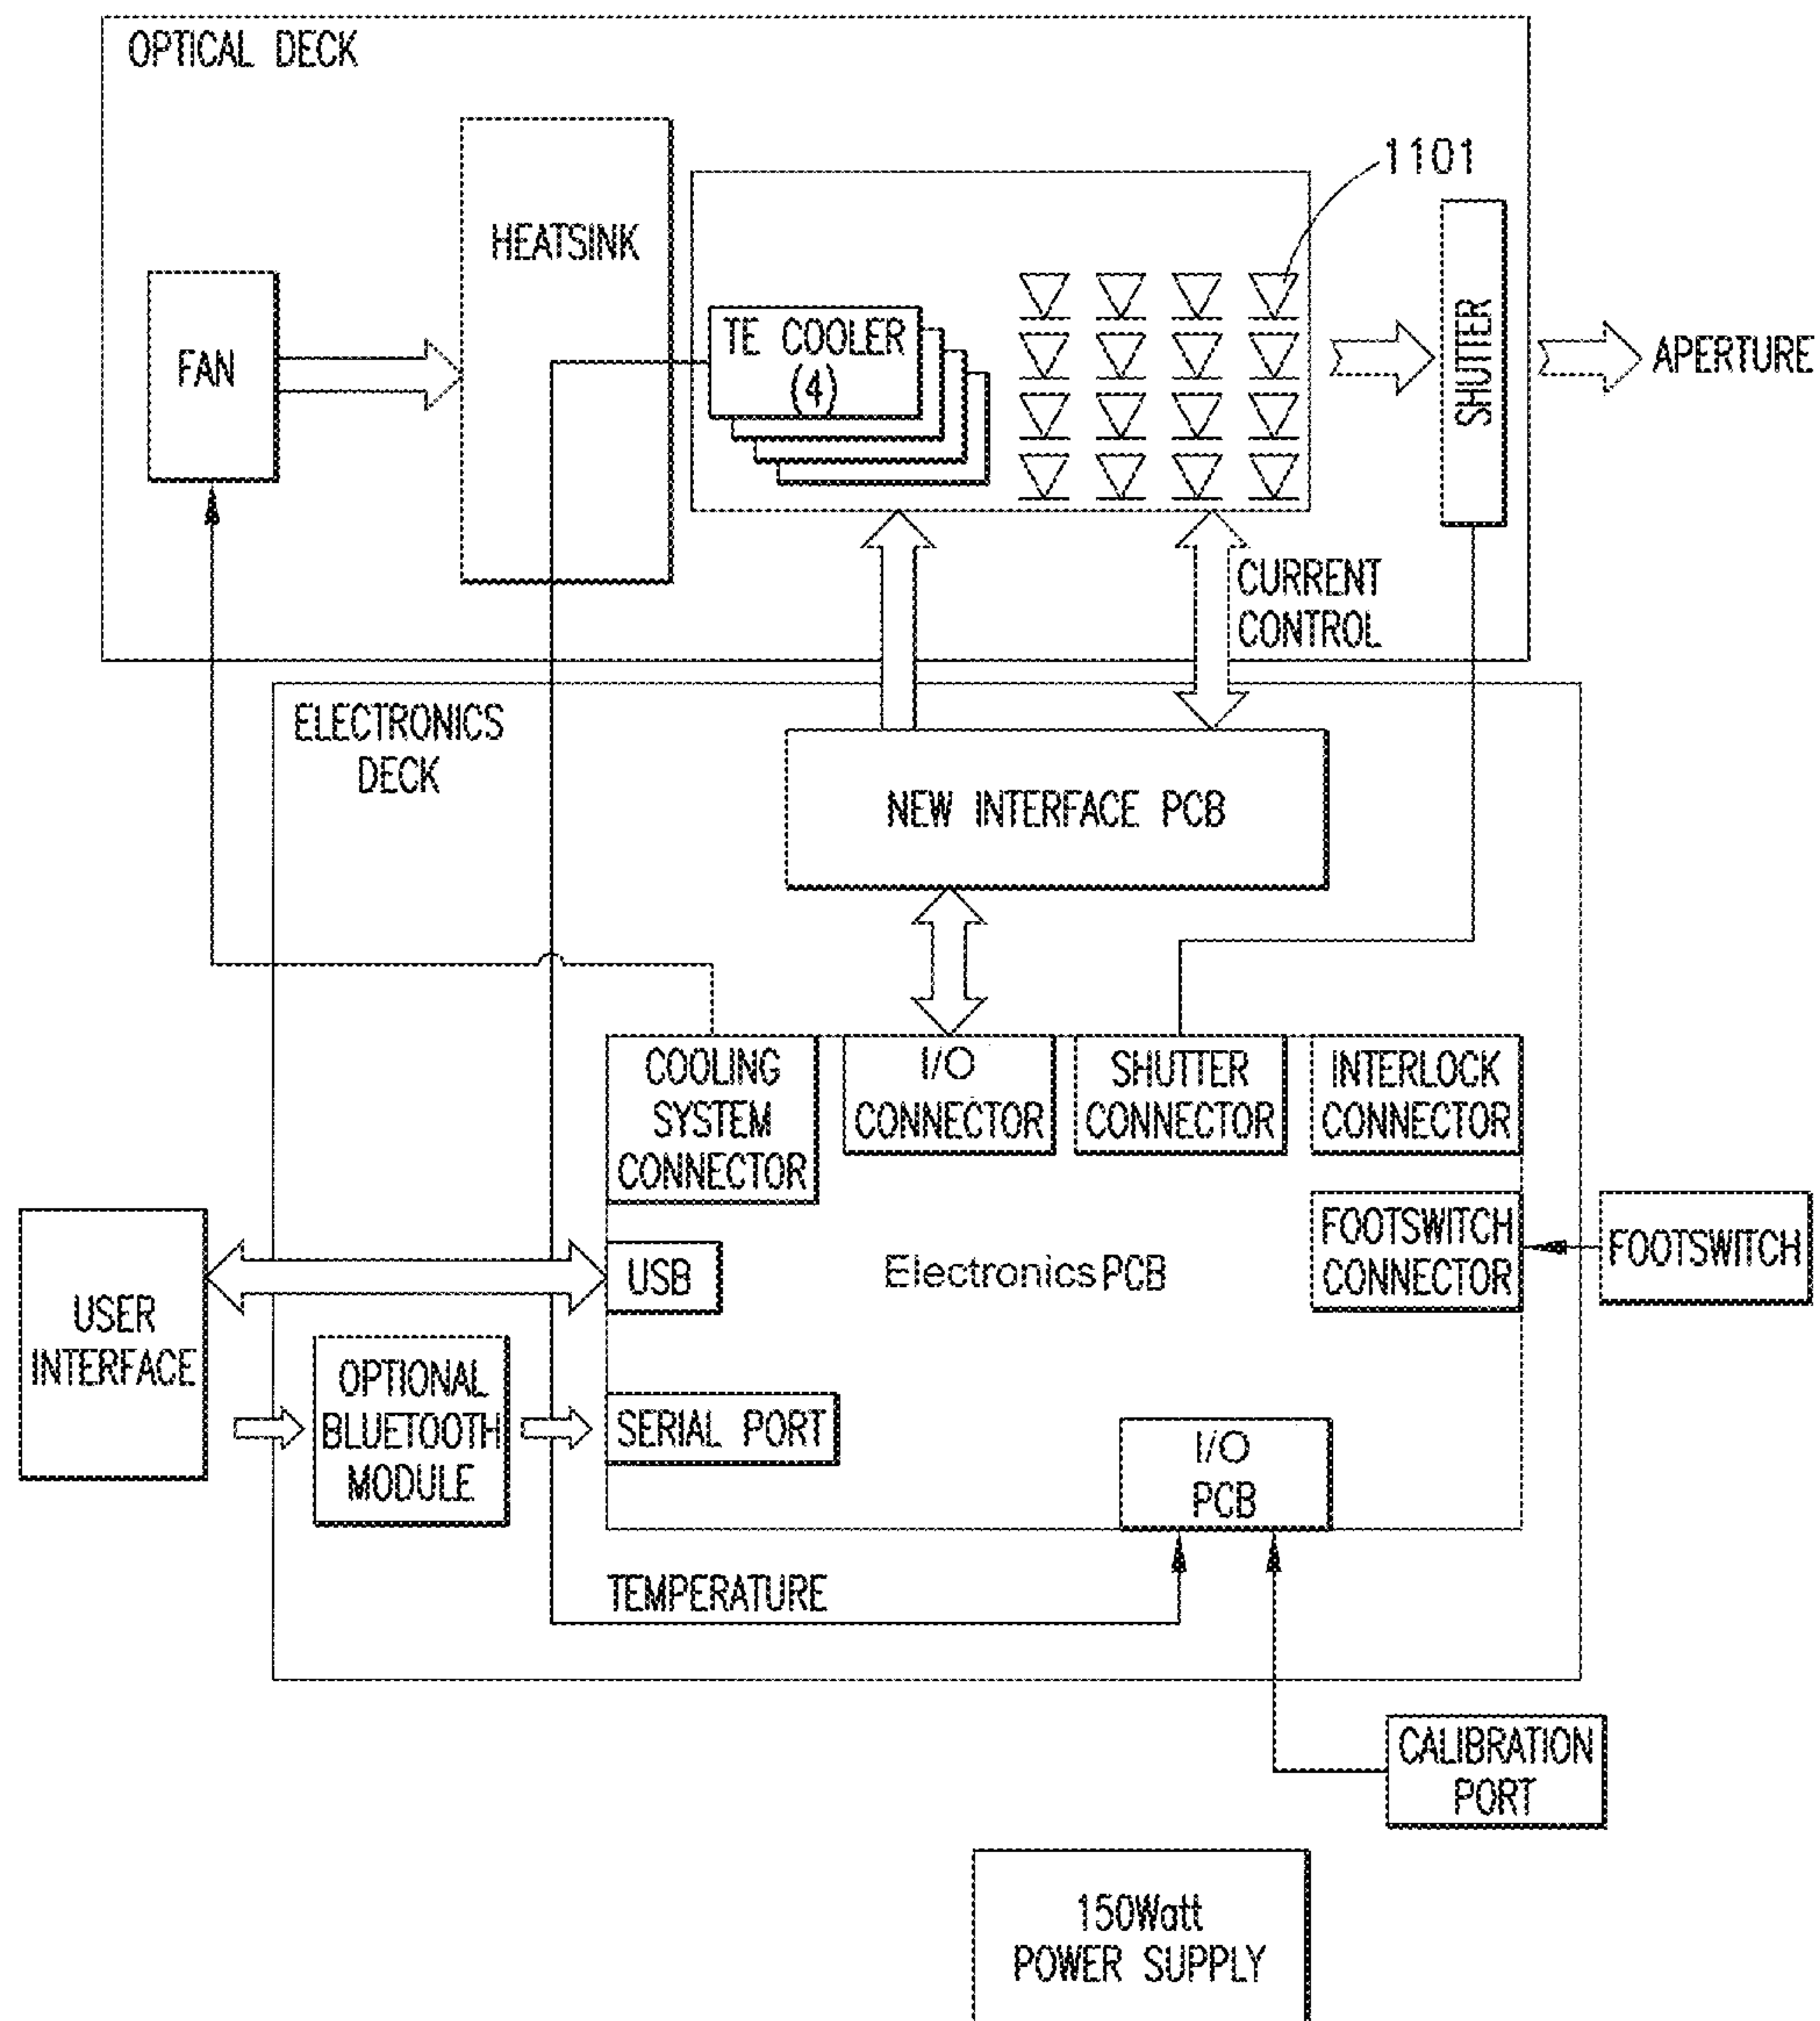 OPTICAL DECK
1101
HEATSINK
FAN
TE COOLER
(4)
SHUTTER
APERTURE
CURRENT
CONTROL
ELECTRONICS
DECK
NEW INTERFACE PCB
COOLING
SYSTEM
CONNECTOR
I/O
CONNECTOR
SHUTTER
CONNECTOR
INTERLOCK
CONNECTOR
FOOTSWITCH
CONNECTOR
FOOTSWITCH
USB
Electronics PCB
USER
INTERFACE
OPTIONAL
BLUETOOTH
MODULE
SERIAL PORT
I/O
PCB
TEMPERATURE
CALIBRATION
PORT
150Watt
POWER SUPPLY